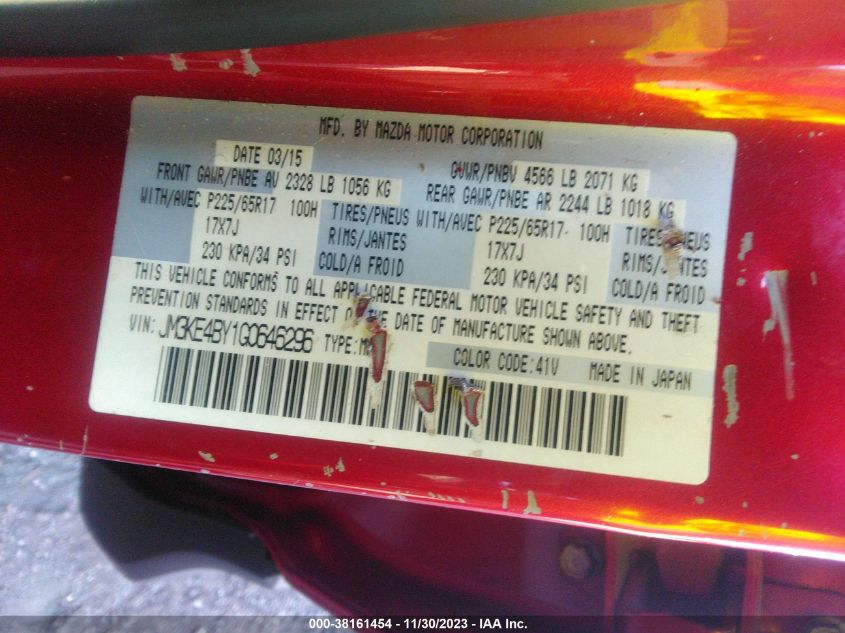 MFD. BY MAZDA MOTOR CORPORATION
DATE 03/15 GVWR/PNBV 4566 LB 2071 KG
FRONT GAWR/PNBE AV 2328 LB 1056 KG REAR GAWR/PNBE AR 2244 LB 1018 KG
WITH/AVEC P225/65R17 100H TIRES/PNEUS WITH/AVEC P225/65R17 100H TIRES/PNEUS
17X7J RIMS/JANTES 17X7J RIMS/JANTES
230 KPA/34 PSI COLD/A FROID 230 KPA/34 PSI COLD/A FROID
THIS VEHICLE CONFORMS TO ALL APPLICABLE FEDERAL MOTOR VEHICLE SAFETY AND THEFT
PREVENTION STANDARDS IN EFFECT ON THE DATE OF MANUFACTURE SHOWN ABOVE.
VIN: JM3KE4BY1G0646296 TYPE:
COLOR CODE:41V MADE IN JAPAN
000-38161454 - 11/30/2023 - IAA Inc.